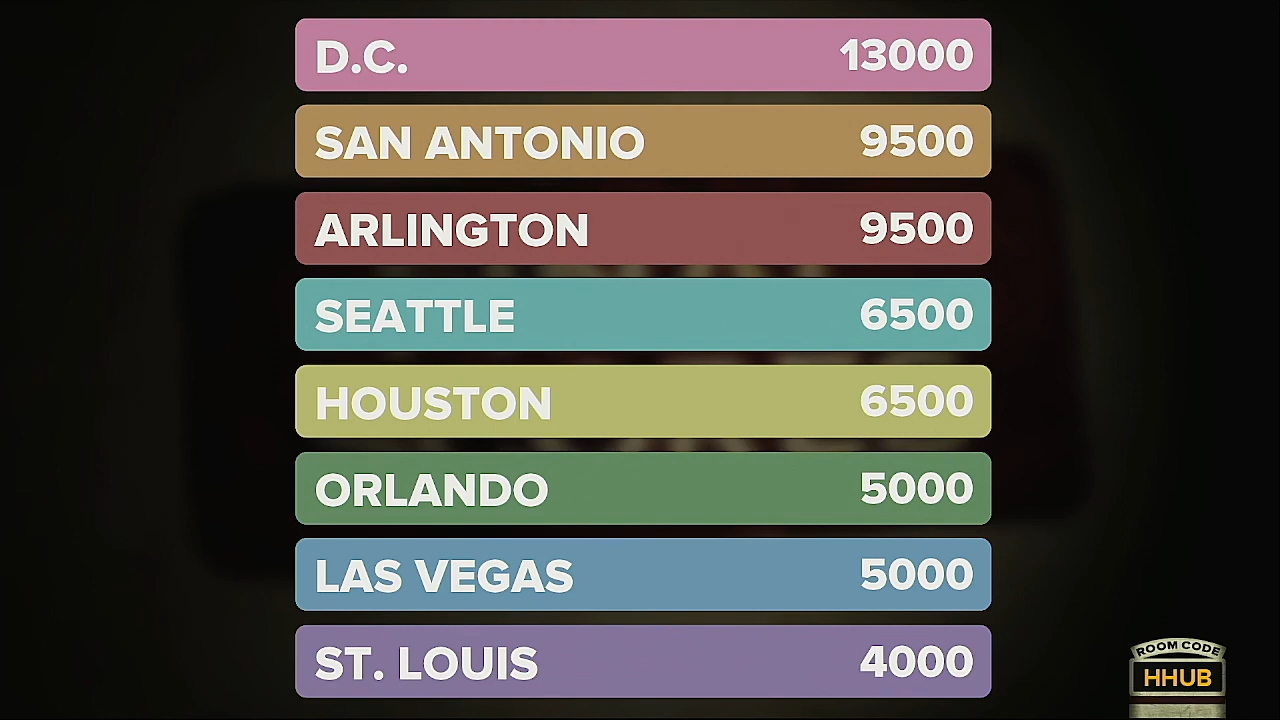 D.C. 13000
SAN ANTONIO 9500
ARLINGTON 9500
SEATTLE 6500
HOUSTON 6500
ORLANDO 5000
LAS VEGAS 5000
ST. LOUIS 4000
ROOM CODE
HHUB